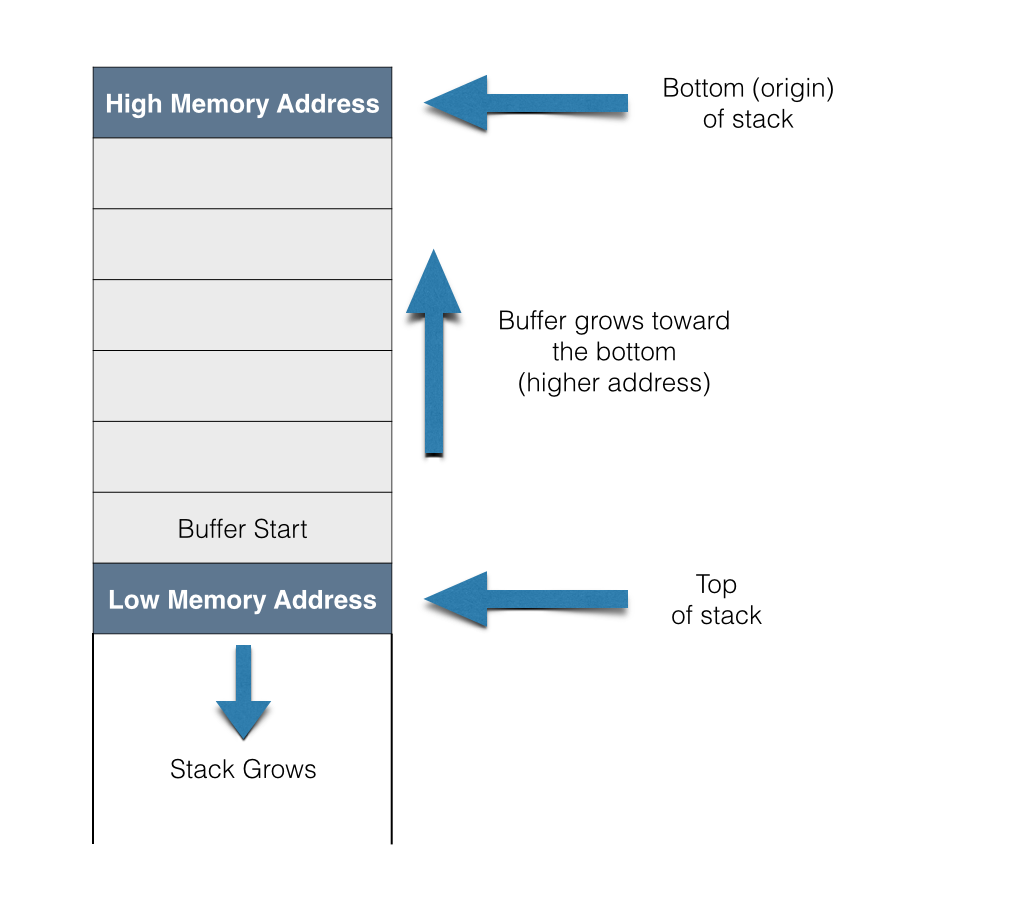 High Memory Address
Bottom (origin)
of stack
Buffer grows toward
the bottom
(higher address)
Buffer Start
Low Memory Address
Top
of stack
Stack Grows